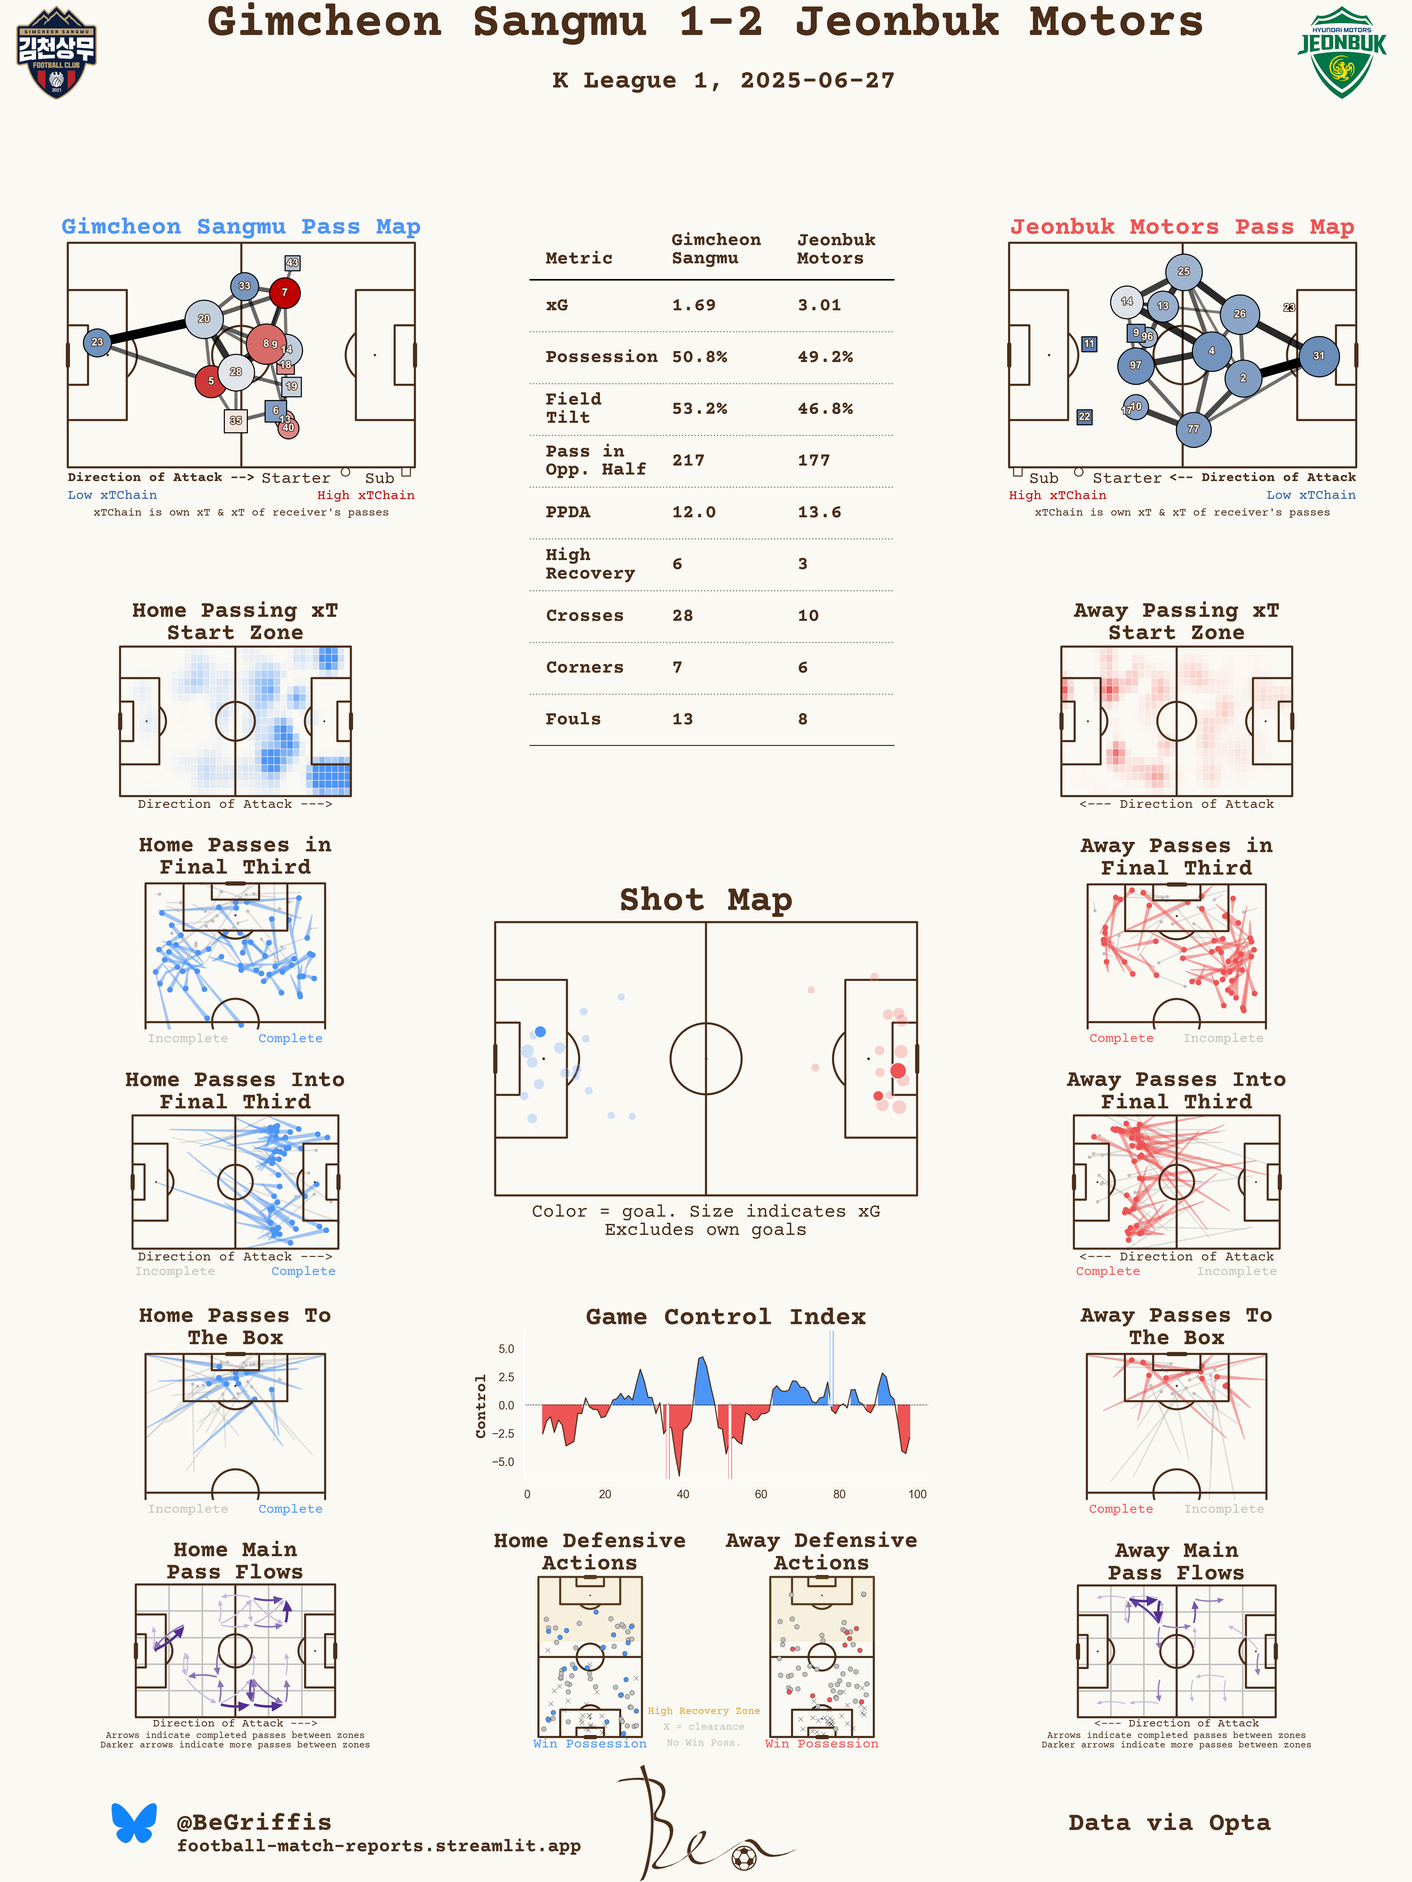 Gimcheon Sangmu 1-2 Jeonbuk Motors
K League 1, 2025-06-27
GIMCHEON SANGMU
김천상무
FOOTBALL CLUB
2021
HYUNDAI MOTORS
JEONBUK
Gimcheon Sangmu Pass Map
43
33
7
20
23
8
9
14
18
28
5
19
6
35
13
40
Direction of Attack --> Starter Sub
Low xTChain High xTChain
xTChain is own xT & xT of receiver's passes
Metric Gimcheon Sangmu Jeonbuk Motors
xG 1.69 3.01
Possession 50.8% 49.2%
Field Tilt 53.2% 46.8%
Pass in Opp. Half 217 177
PPDA 12.0 13.6
High Recovery 6 3
Crosses 28 10
Corners 7 6
Fouls 13 8
Jeonbuk Motors Pass Map
25
14
13
26
23
9
96
11
4
31
97
2
10
17
22
77
Sub Starter <-- Direction of Attack
High xTChain Low xTChain
xTChain is own xT & xT of receiver's passes
Home Passing xT
Start Zone
Direction of Attack --->
Away Passing xT
Start Zone
<--- Direction of Attack
Home Passes in
Final Third
Incomplete Complete
Away Passes in
Final Third
Complete Incomplete
Shot Map
Color = goal. Size indicates xG
Excludes own goals
Home Passes Into
Final Third
Direction of Attack --->
Incomplete Complete
Away Passes Into
Final Third
<--- Direction of Attack
Complete Incomplete
Home Passes To
The Box
Incomplete Complete
Game Control Index
Control
5.0
2.5
0.0
−2.5
−5.0
0 20 40 60 80 100
Away Passes To
The Box
Complete Incomplete
Home Main
Pass Flows
Direction of Attack --->
Arrows indicate completed passes between zones
Darker arrows indicate more passes between zones
Home Defensive
Actions
Win Possession
Away Defensive
Actions
Win Possession
High Recovery Zone
X = clearance
No Win Poss.
Away Main
Pass Flows
<--- Direction of Attack
Arrows indicate completed passes between zones
Darker arrows indicate more passes between zones
@BeGriffis
football-match-reports.streamlit.app
Ben
Data via Opta